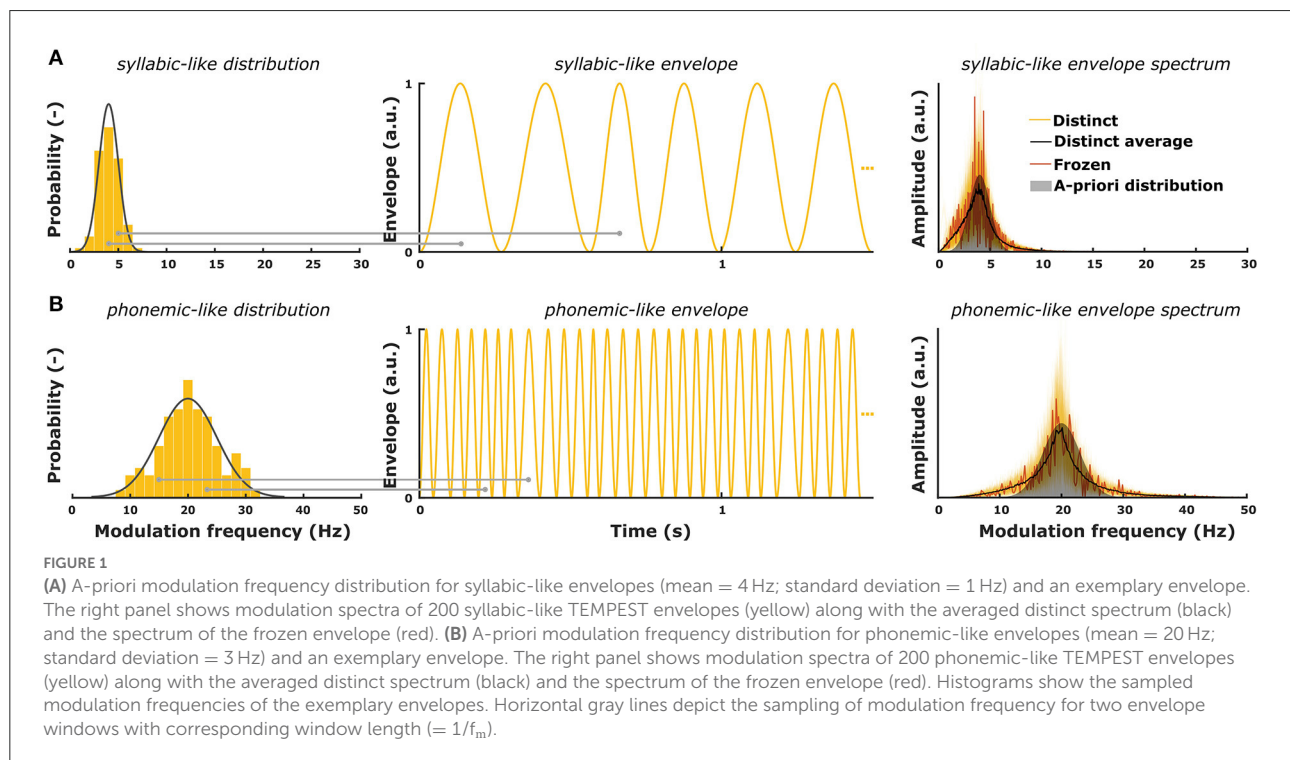 A
syllabic-like distribution
syllabic-like envelope
syllabic-like envelope spectrum
Probability (-)
0 5 10 15 20 25 30
Envelope (a.u.)
1
0
0 1
...
Amplitude (a.u.)
Distinct
Distinct average
Frozen
A-priori distribution
0 5 10 15 20 25 30
B
phonemic-like distribution
phonemic-like envelope
phonemic-like envelope spectrum
Probability (-)
0 10 20 30 40 50
Modulation frequency (Hz)
Envelope (a.u.)
1
0
0 1
...
Time (s)
Amplitude (a.u.)
0 10 20 30 40 50
Modulation frequency (Hz)
FIGURE 1
(A) A-priori modulation frequency distribution for syllabic-like envelopes (mean = 4 Hz; standard deviation = 1 Hz) and an exemplary envelope.
The right panel shows modulation spectra of 200 syllabic-like TEMPEST envelopes (yellow) along with the averaged distinct spectrum (black)
and the spectrum of the frozen envelope (red). (B) A-priori modulation frequency distribution for phonemic-like envelopes (mean = 20 Hz;
standard deviation = 3 Hz) and an exemplary envelope. The right panel shows modulation spectra of 200 phonemic-like TEMPEST envelopes
(yellow) along with the averaged distinct spectrum (black) and the spectrum of the frozen envelope (red). Histograms show the sampled
modulation frequencies of the exemplary envelopes. Horizontal gray lines depict the sampling of modulation frequency for two envelope
windows with corresponding window length (= 1/fm).